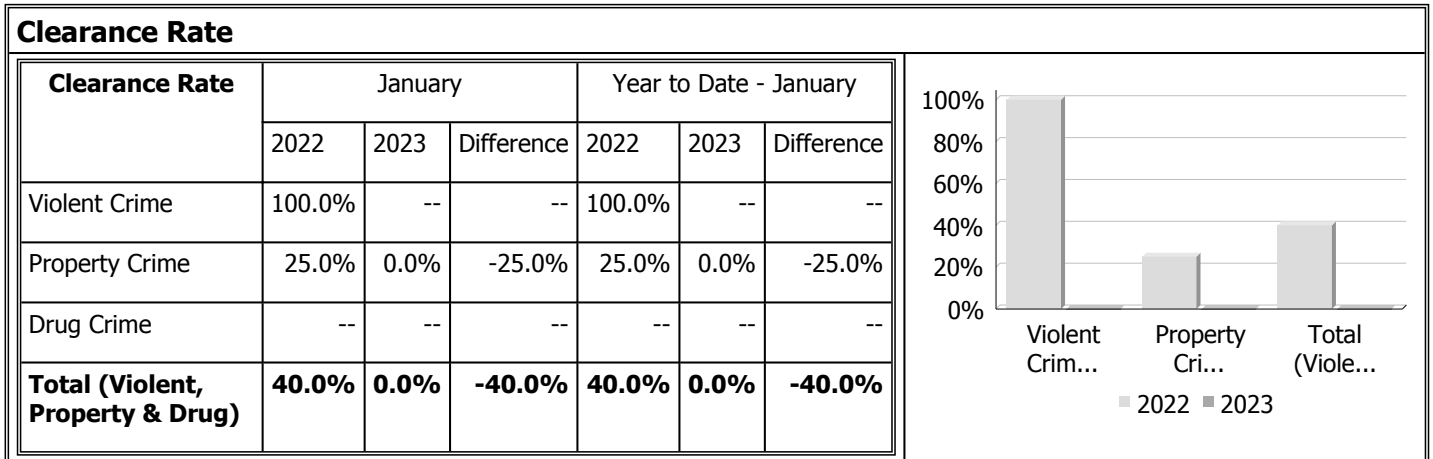 Clearance Rate
Clearance Rate January Year to Date - January
2022 2023 Difference 2022 2023 Difference
Violent Crime 100.0% -- -- 100.0% -- --
Property Crime 25.0% 0.0% -25.0% 25.0% 0.0% -25.0%
Drug Crime -- -- -- -- -- --
Total (Violent, 40.0% 0.0% -40.0% 40.0% 0.0% -40.0%
Property & Drug)
100%
80%
60%
40%
20%
0%
Violent Property Total
Crim... Cri... (Viole...
2022 2023